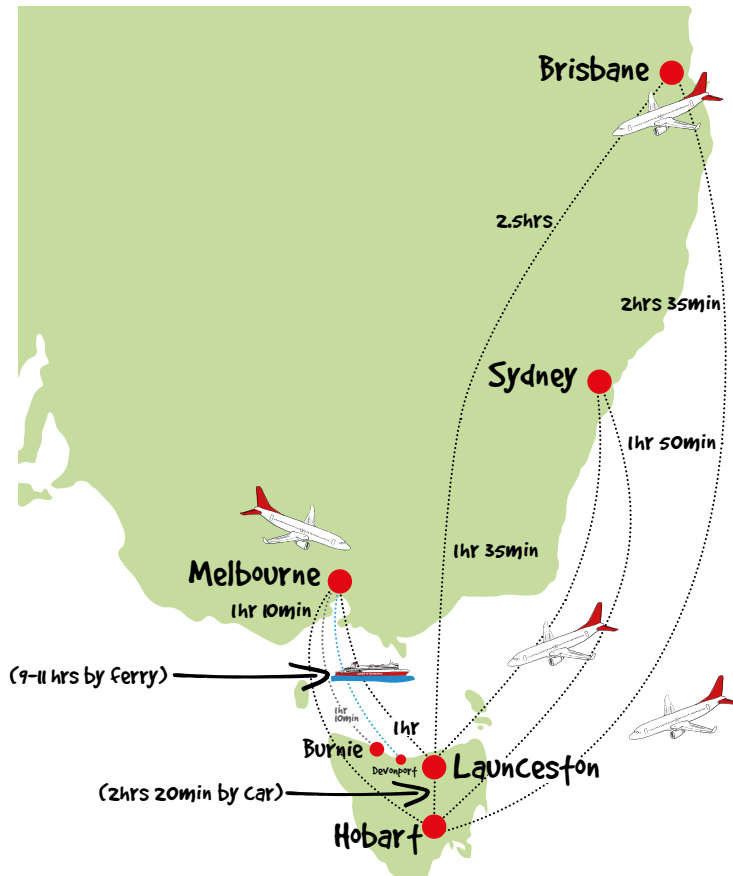 Brisbane
2.5hrs
2hrs 35min
Sydney
1hr 50min
1hr 35min
Melbourne
1hr 10min
(9-11 hrs by ferry)
1hr
10min
1hr
Burnie
Devonport
Launceston
(2hrs 20min by car)
Hobart